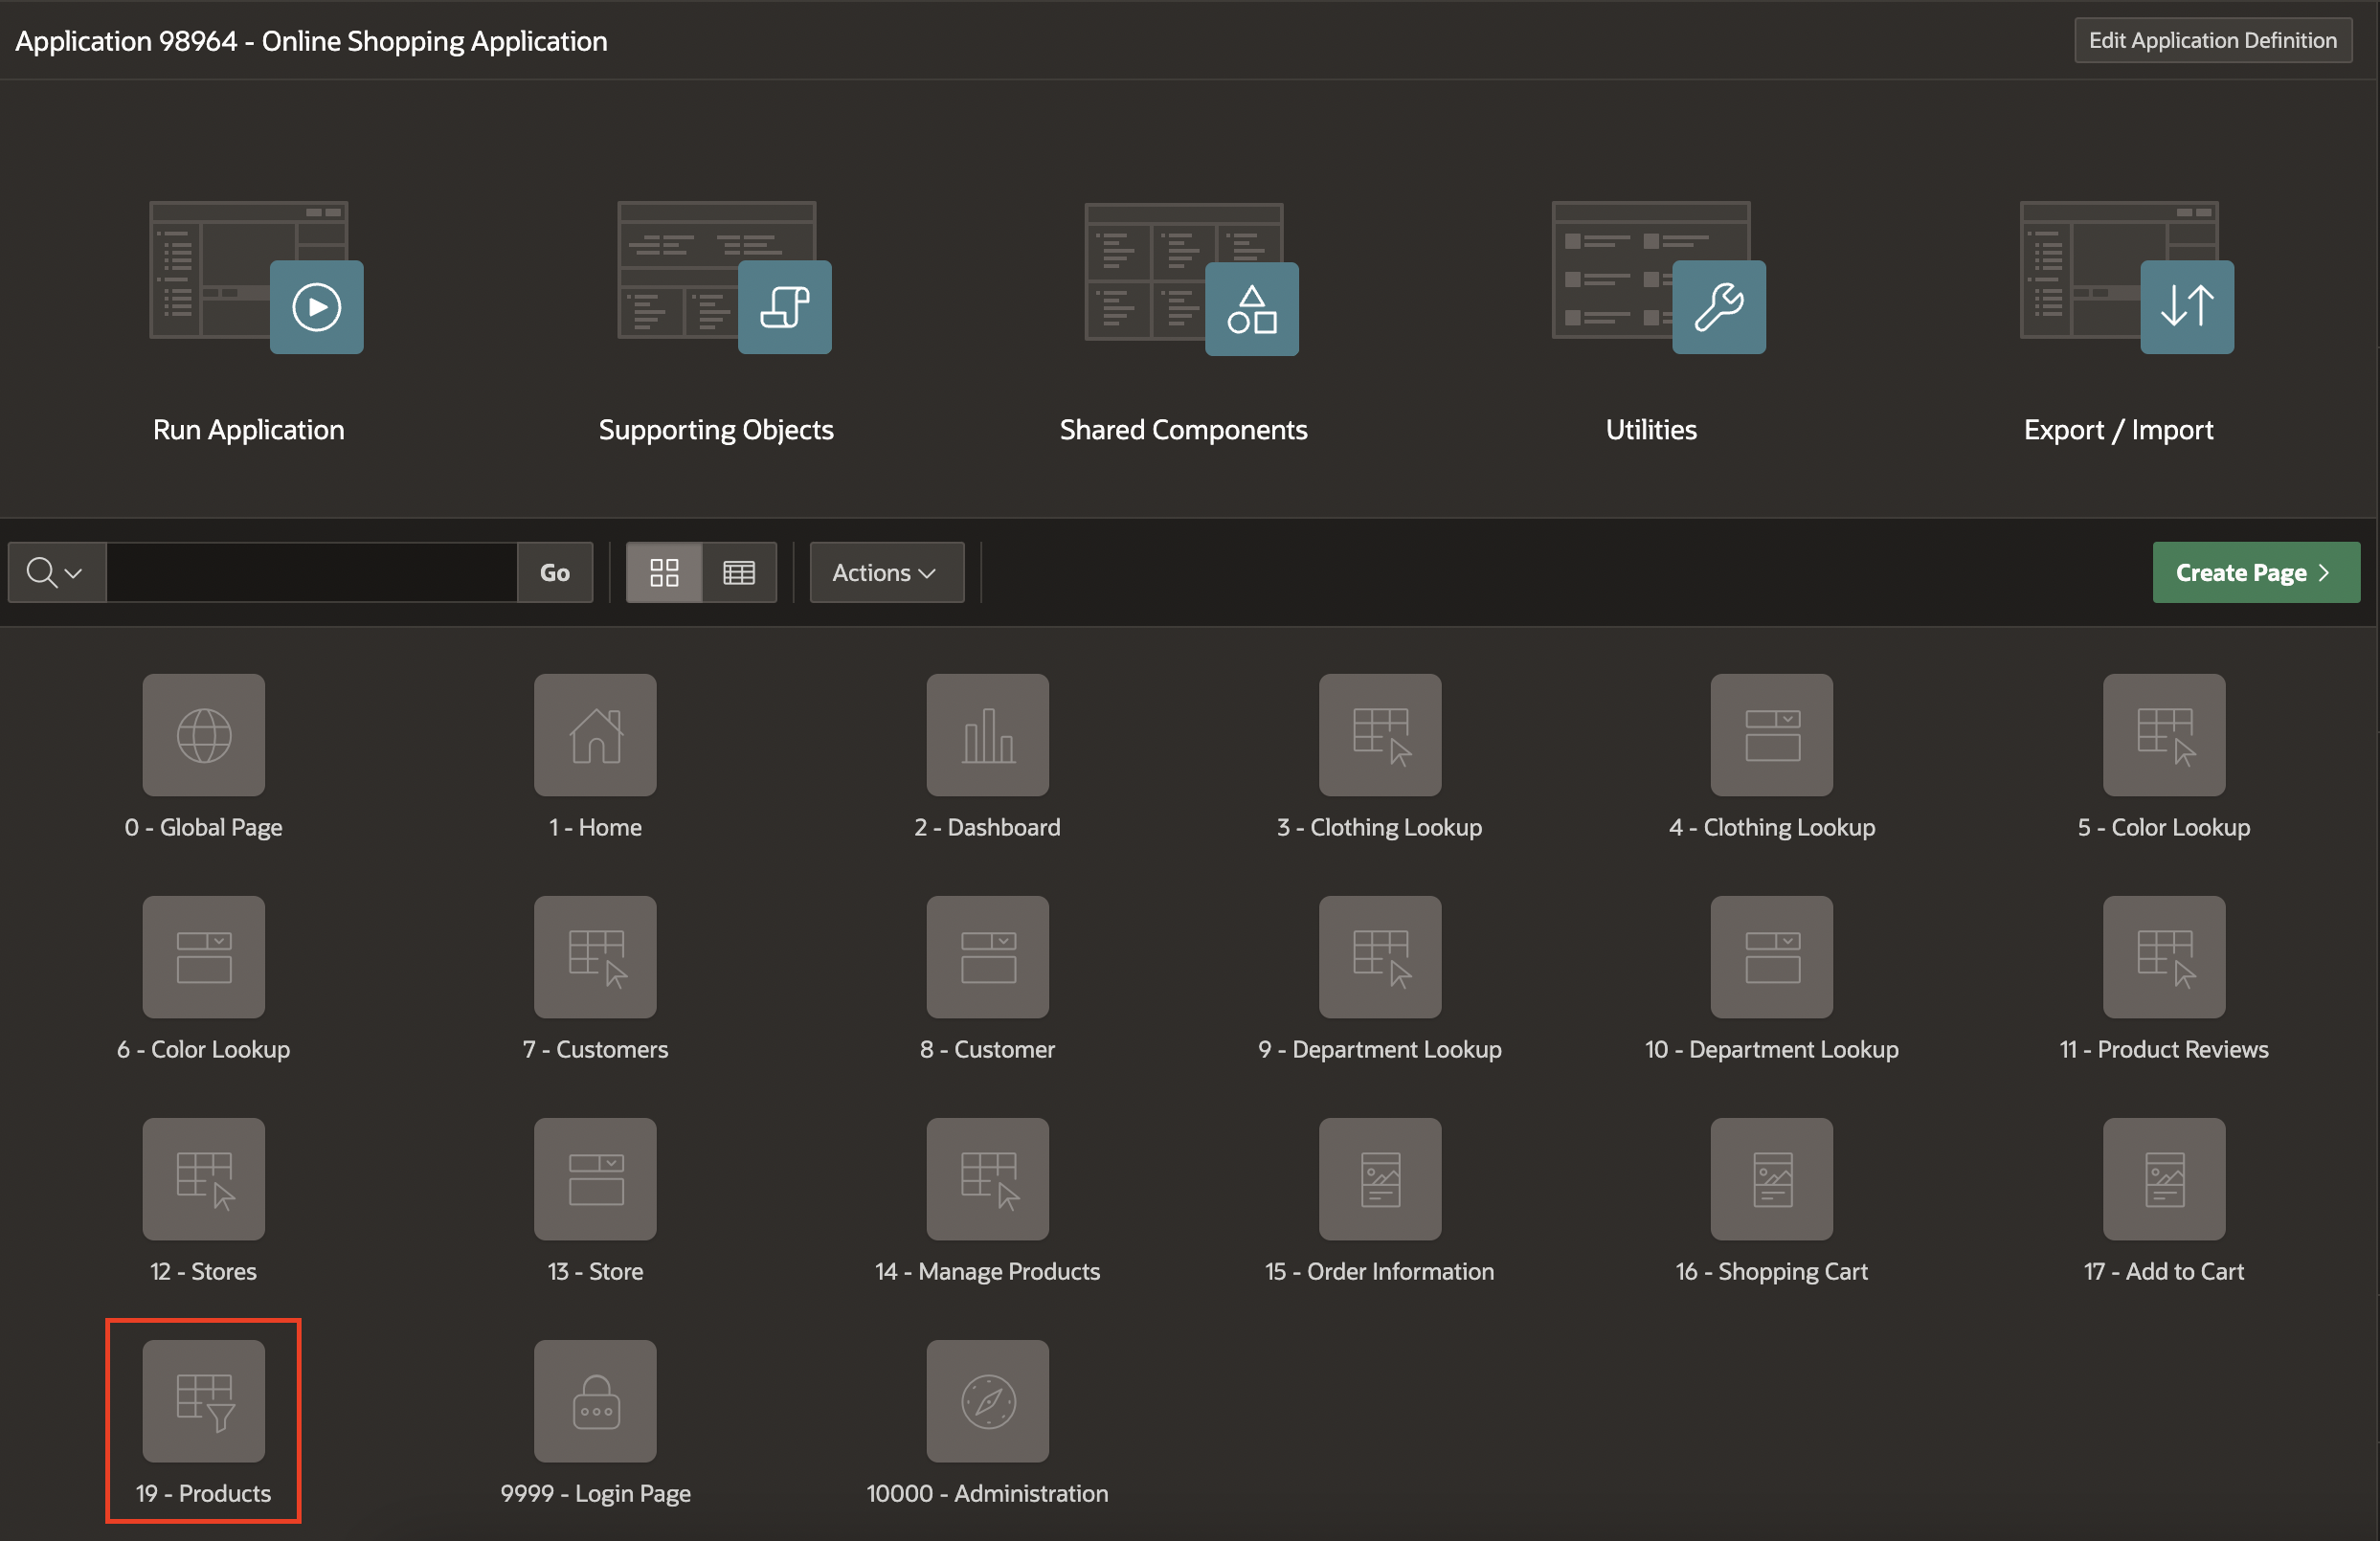 Application 98964 - Online Shopping Application
Edit Application Definition
Run Application
Supporting Objects
Shared Components
Utilities
Export / Import
Go
Actions
Create Page
0 - Global Page
1 - Home
2 - Dashboard
3 - Clothing Lookup
4 - Clothing Lookup
5 - Color Lookup
6 - Color Lookup
7 - Customers
8 - Customer
9 - Department Lookup
10 - Department Lookup
11 - Product Reviews
12 - Stores
13 - Store
14 - Manage Products
15 - Order Information
16 - Shopping Cart
17 - Add to Cart
19 - Products
9999 - Login Page
10000 - Administration